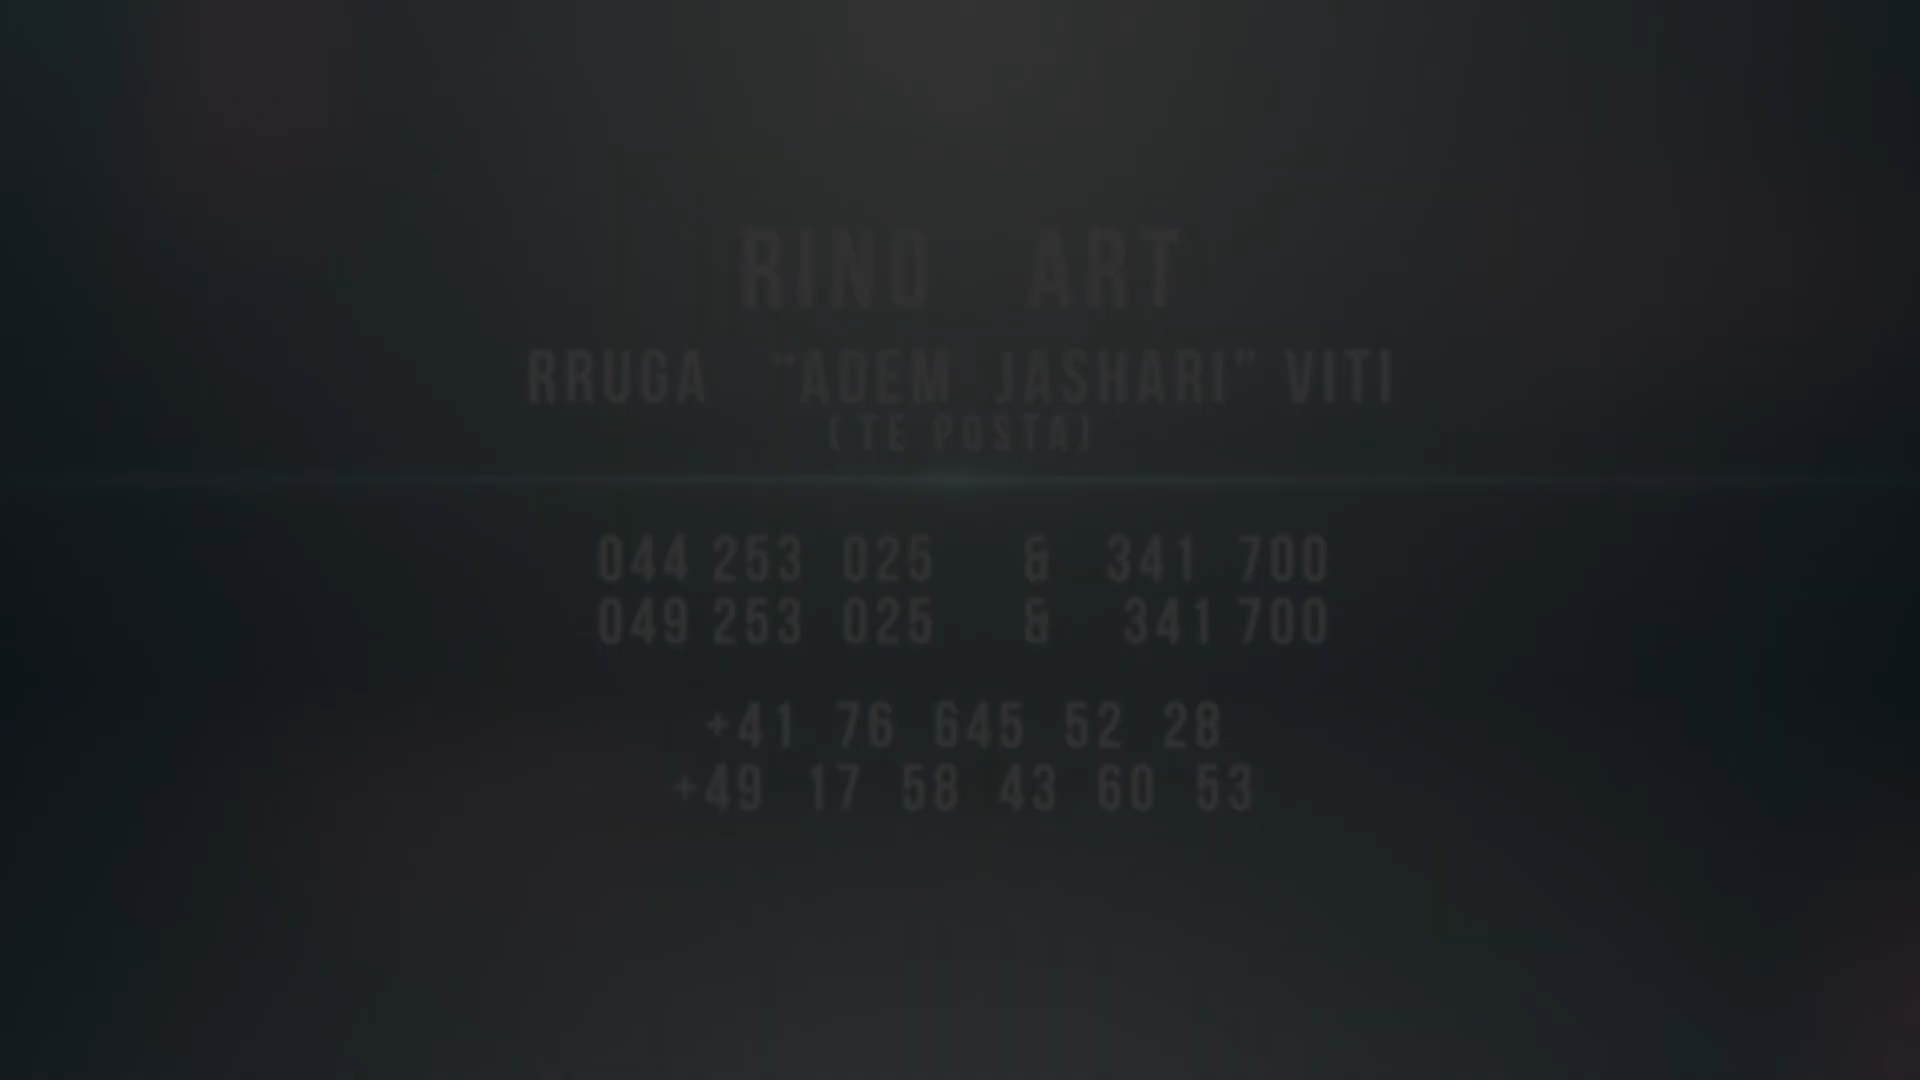 RINO ART
RRUGA "ADEM JASHARI" VITI
(TE POSTA)
044 253 025 & 341 700
049 253 025 & 341 700
+41 76 645 52 28
+49 17 58 43 60 53